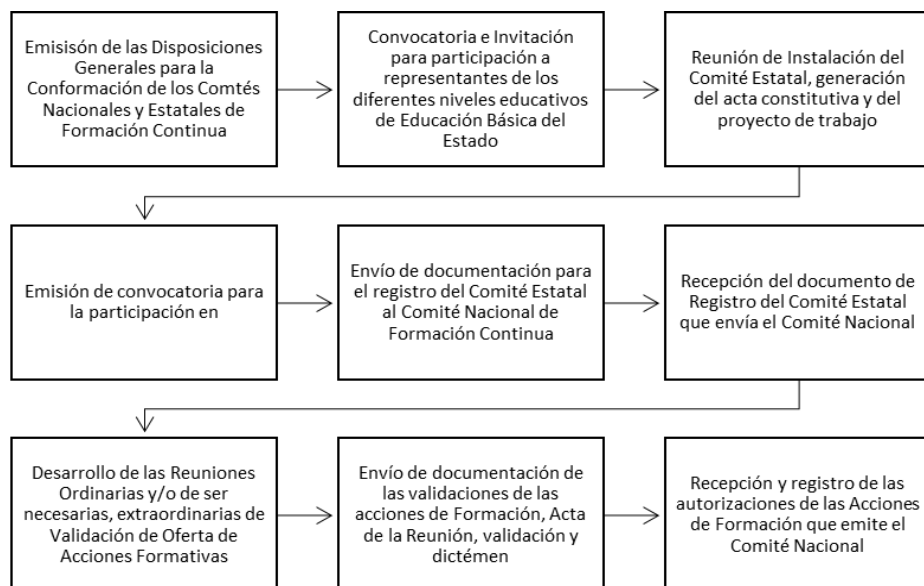 Emisisón de las Disposiciones
Generales para la
Conformación de los Comtés
Nacionales y Estatales de
Formación Continua
Convocatoria e Invitación
para participación a
representantes de los
diferentes niveles educativos
de Educación Básica del
Estado
Reunión de Instalación del
Comité Estatal, generación
del acta constitutiva y del
proyecto de trabajo
Emisión de convocatoria para
la participación en
Envío de documentación para
el registro del Comité Estatal
al Comité Nacional de
Formación Continua
Recepción del documento de
Registro del Comité Estatal
que envía el Comité Nacional
Desarrollo de las Reuniones
Ordinarias y/o de ser
necesarias, extraordinarias de
Validación de Oferta de
Acciones Formativas
Envío de documentación de
las validaciones de las
acciones de Formación, Acta
de la Reunión, validación y
dictémen
Recepción y registro de las
autorizaciones de las Acciones
de Formación que emite el
Comité Nacional